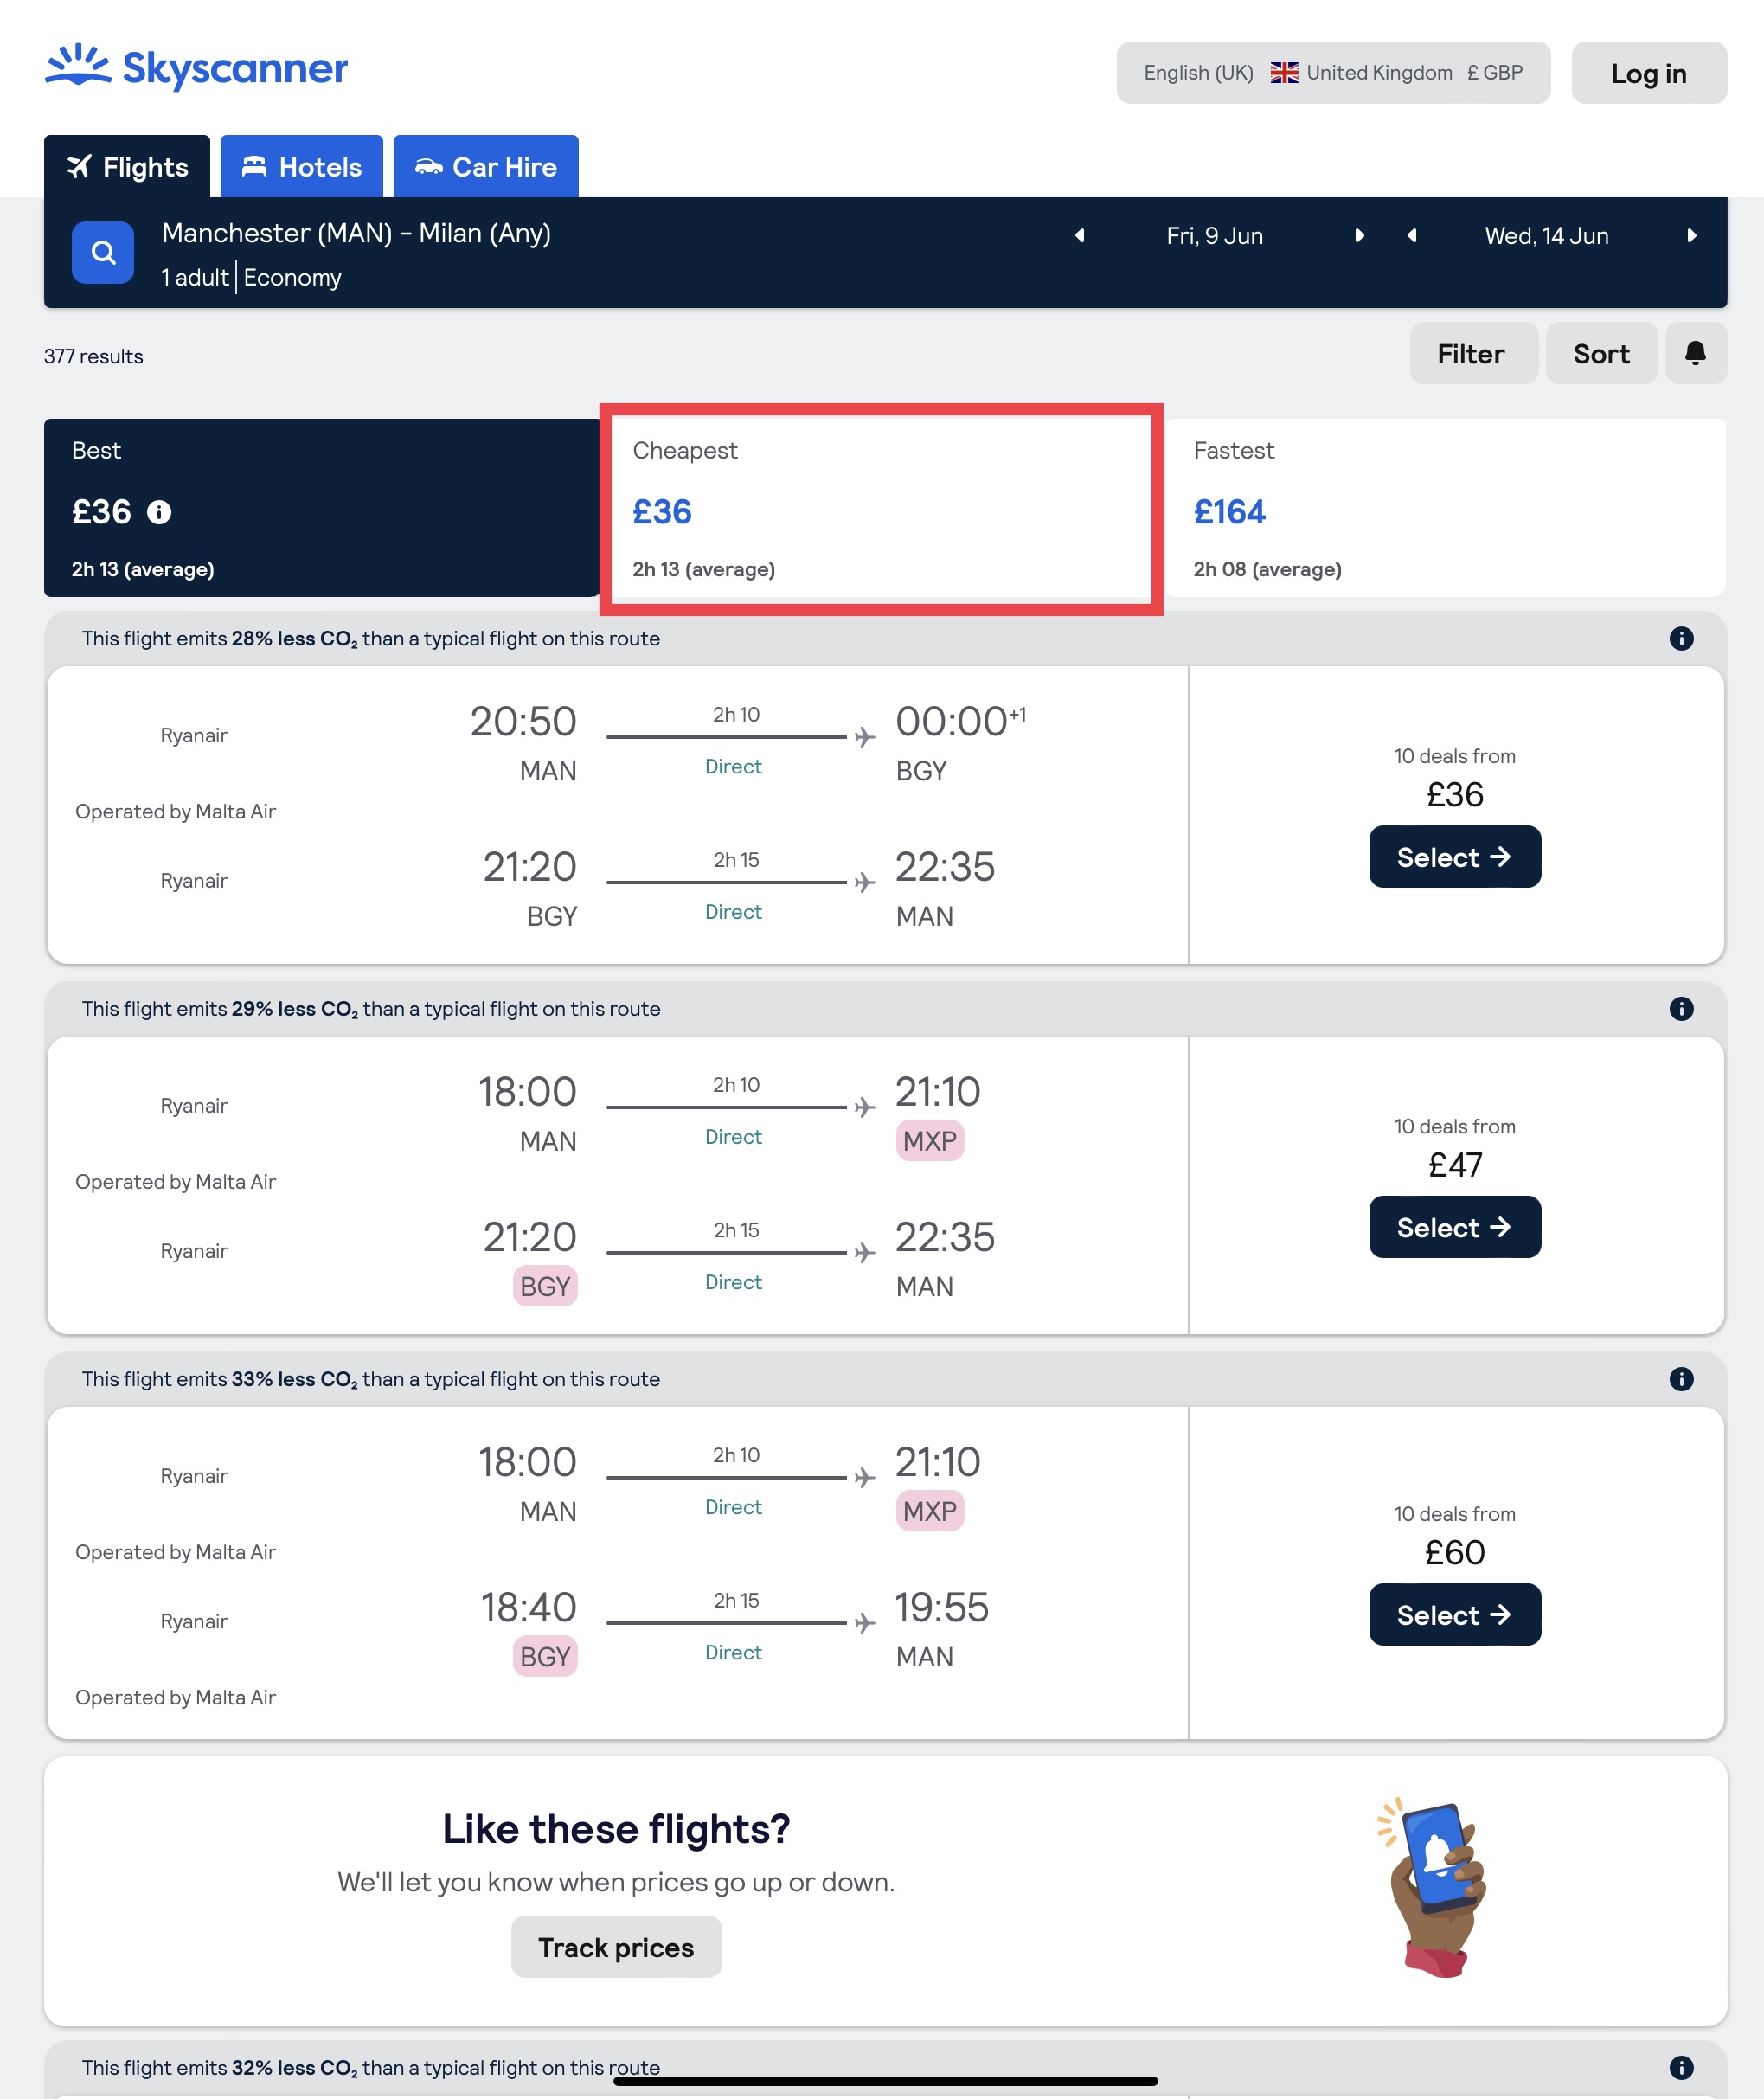 Skyscanner
English (UK) United Kingdom £ GBP
Log in
Flights Hotels Car Hire
Manchester (MAN) – Milan (Any)
1 adult | Economy
Fri, 9 Jun
Wed, 14 Jun
377 results
Filter Sort
Best
£36
2h 13 (average)
Cheapest
£36
2h 13 (average)
Fastest
£164
2h 08 (average)
This flight emits 28% less CO₂ than a typical flight on this route
Ryanair
20:50
MAN
2h 10
Direct
00:00+1
BGY
Operated by Malta Air
Ryanair
21:20
BGY
2h 15
Direct
22:35
MAN
10 deals from
£36
Select →
This flight emits 29% less CO₂ than a typical flight on this route
Ryanair
18:00
MAN
2h 10
Direct
21:10
MXP
Operated by Malta Air
Ryanair
21:20
BGY
2h 15
Direct
22:35
MAN
10 deals from
£47
Select →
This flight emits 33% less CO₂ than a typical flight on this route
Ryanair
18:00
MAN
2h 10
Direct
21:10
MXP
Operated by Malta Air
Ryanair
18:40
BGY
2h 15
Direct
19:55
MAN
Operated by Malta Air
10 deals from
£60
Select →
Like these flights?
We'll let you know when prices go up or down.
Track prices
This flight emits 32% less CO₂ than a typical flight on this route